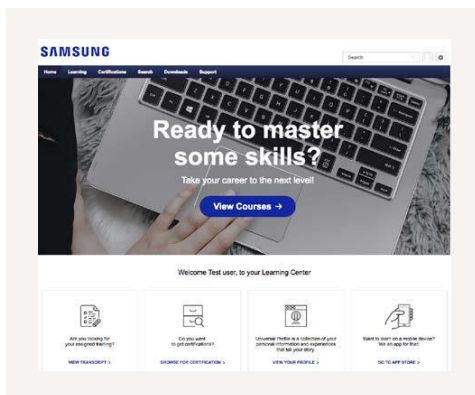 SAMSUNG
Search
Home Learning Certifications Search Downloads Support
Ready to master
some skills?
Take your career to the next level!
View Courses →
Welcome Test user, to your Learning Center
Are you looking for
your assigned training?
VIEW TRANSCRIPT >
Do you want
to get certifications?
BROWSE FOR CERTIFICATION >
Universal Profile is a collection of your
personal information and experiences
that tell your story.
VIEW YOUR PROFILE >
Want to learn on a mobile device?
We an app for that!
GO TO APP STORE >